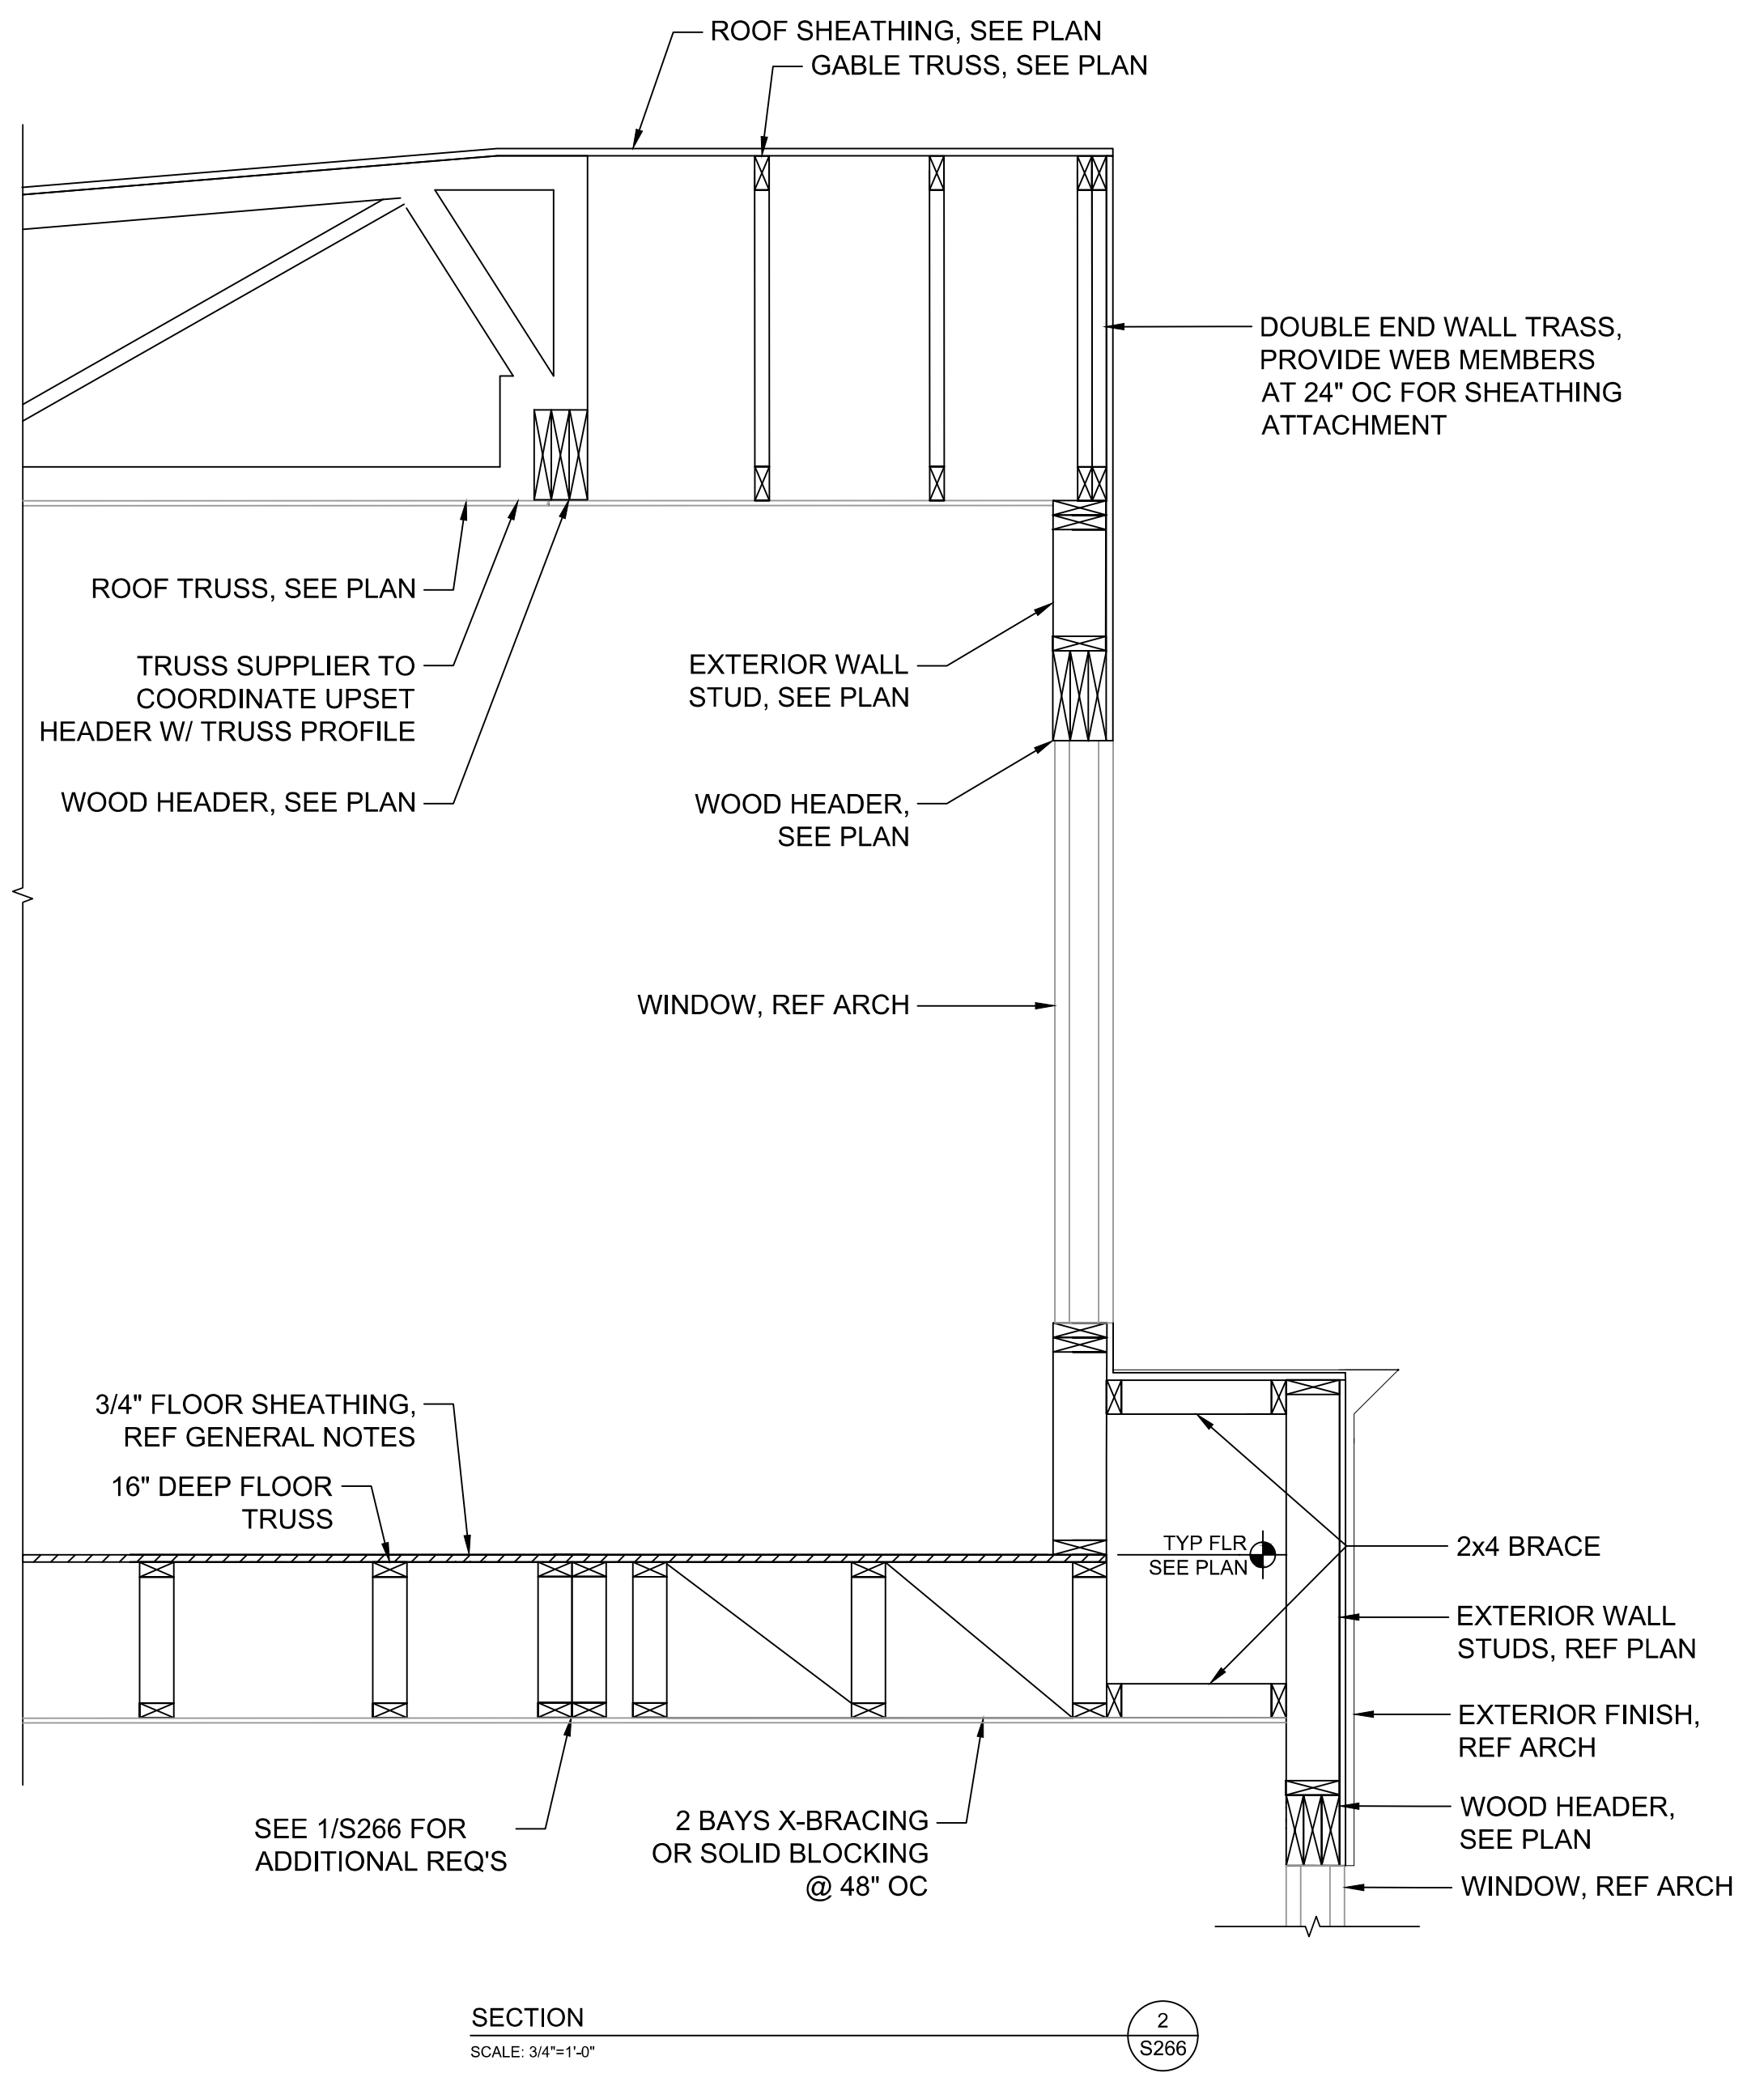 ROOF SHEATHING, SEE PLAN
GABLE TRUSS, SEE PLAN
DOUBLE END WALL TRASS,
PROVIDE WEB MEMBERS
AT 24" OC FOR SHEATHING
ATTACHMENT
ROOF TRUSS, SEE PLAN
TRUSS SUPPLIER TO
COORDINATE UPSET
HEADER W/ TRUSS PROFILE
WOOD HEADER, SEE PLAN
EXTERIOR WALL
STUD, SEE PLAN
WOOD HEADER,
SEE PLAN
WINDOW, REF ARCH
3/4" FLOOR SHEATHING,
REF GENERAL NOTES
16" DEEP FLOOR
TRUSS
TYP FLR
SEE PLAN
2x4 BRACE
EXTERIOR WALL
STUDS, REF PLAN
EXTERIOR FINISH,
REF ARCH
WOOD HEADER,
SEE PLAN
WINDOW, REF ARCH
SEE 1/S266 FOR
ADDITIONAL REQ'S
2 BAYS X-BRACING
OR SOLID BLOCKING
@ 48" OC
SECTION
SCALE: 3/4"=1'-0"
2
S266